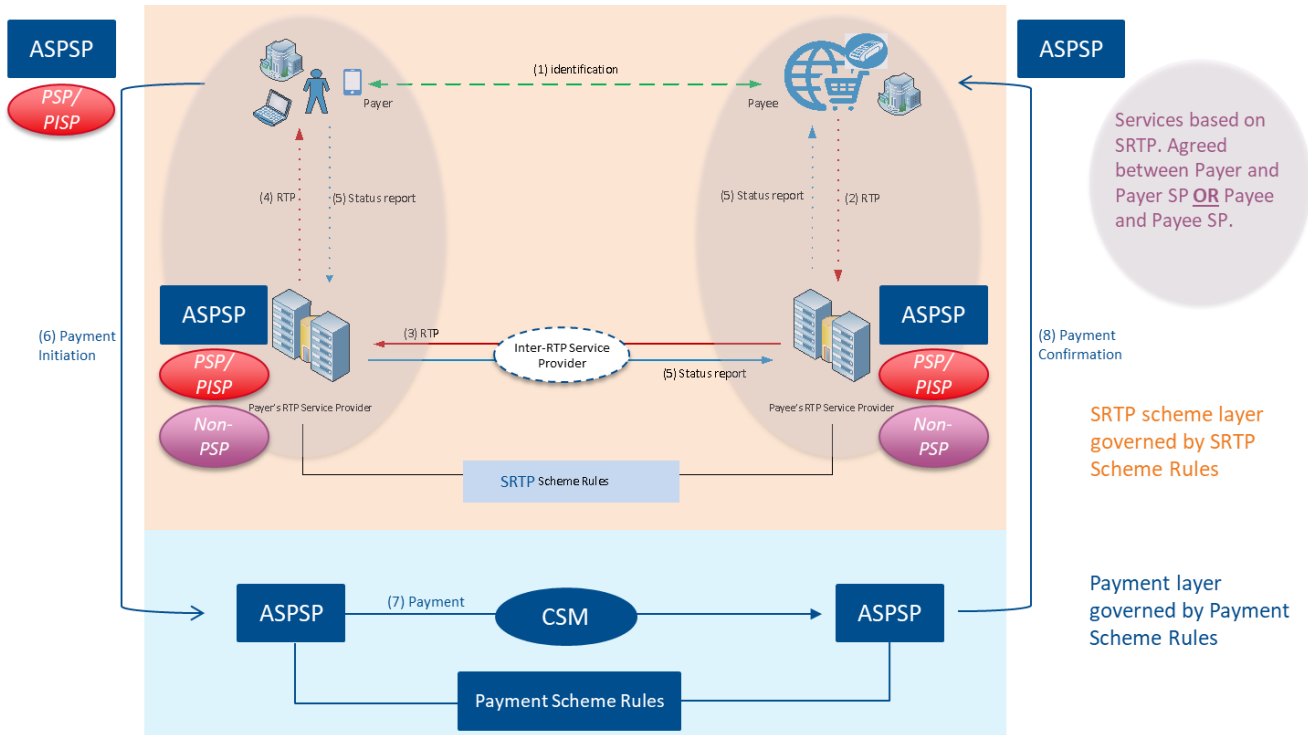 ASPSP
PSP/
PISP
(1) identification
Payer
Payee
ASPSP
Services based on
SRTP. Agreed
between Payer and
Payer SP OR Payee
and Payee SP.
(4) RTP
(5) Status report
(5) Status report
(2) RTP
(6) Payment
Initiation
ASPSP
PSP/
PISP
Non-
PSP
Payer's RTP Service Provider
(3) RTP
Inter-RTP Service
Provider
(5) Status report
ASPSP
PSP/
PISP
Non-
PSP
Payee's RTP Service Provider
(8) Payment
Confirmation
SRTP Scheme Rules
SRTP scheme layer
governed by SRTP
Scheme Rules
ASPSP
(7) Payment
CSM
ASPSP
Payment Scheme Rules
Payment layer
governed by Payment
Scheme Rules